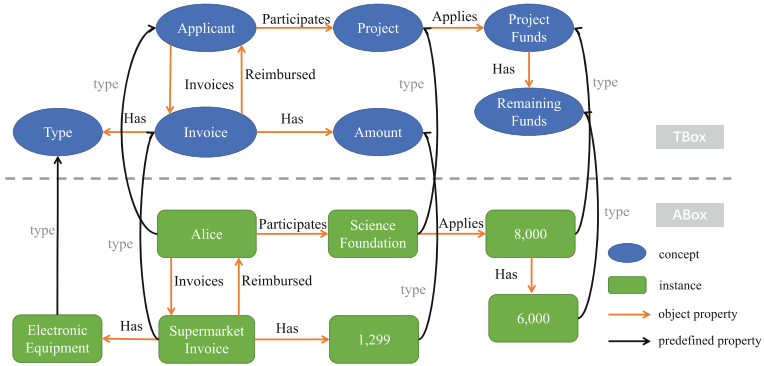 Applicant
Participates
Project
Applies
Project
Funds
type
Invoices
Reimbursed
type
Has
type
Type
Has
Invoice
Has
Amount
Remaining
Funds
TBox
ABox
type
type
type
Alice
Participates
Science
Foundation
Applies
8,000
concept
Invoices
Reimbursed
type
Has
instance
Electronic
Equipment
Has
Supermarket
Invoice
Has
1,299
6,000
object property
predefined property